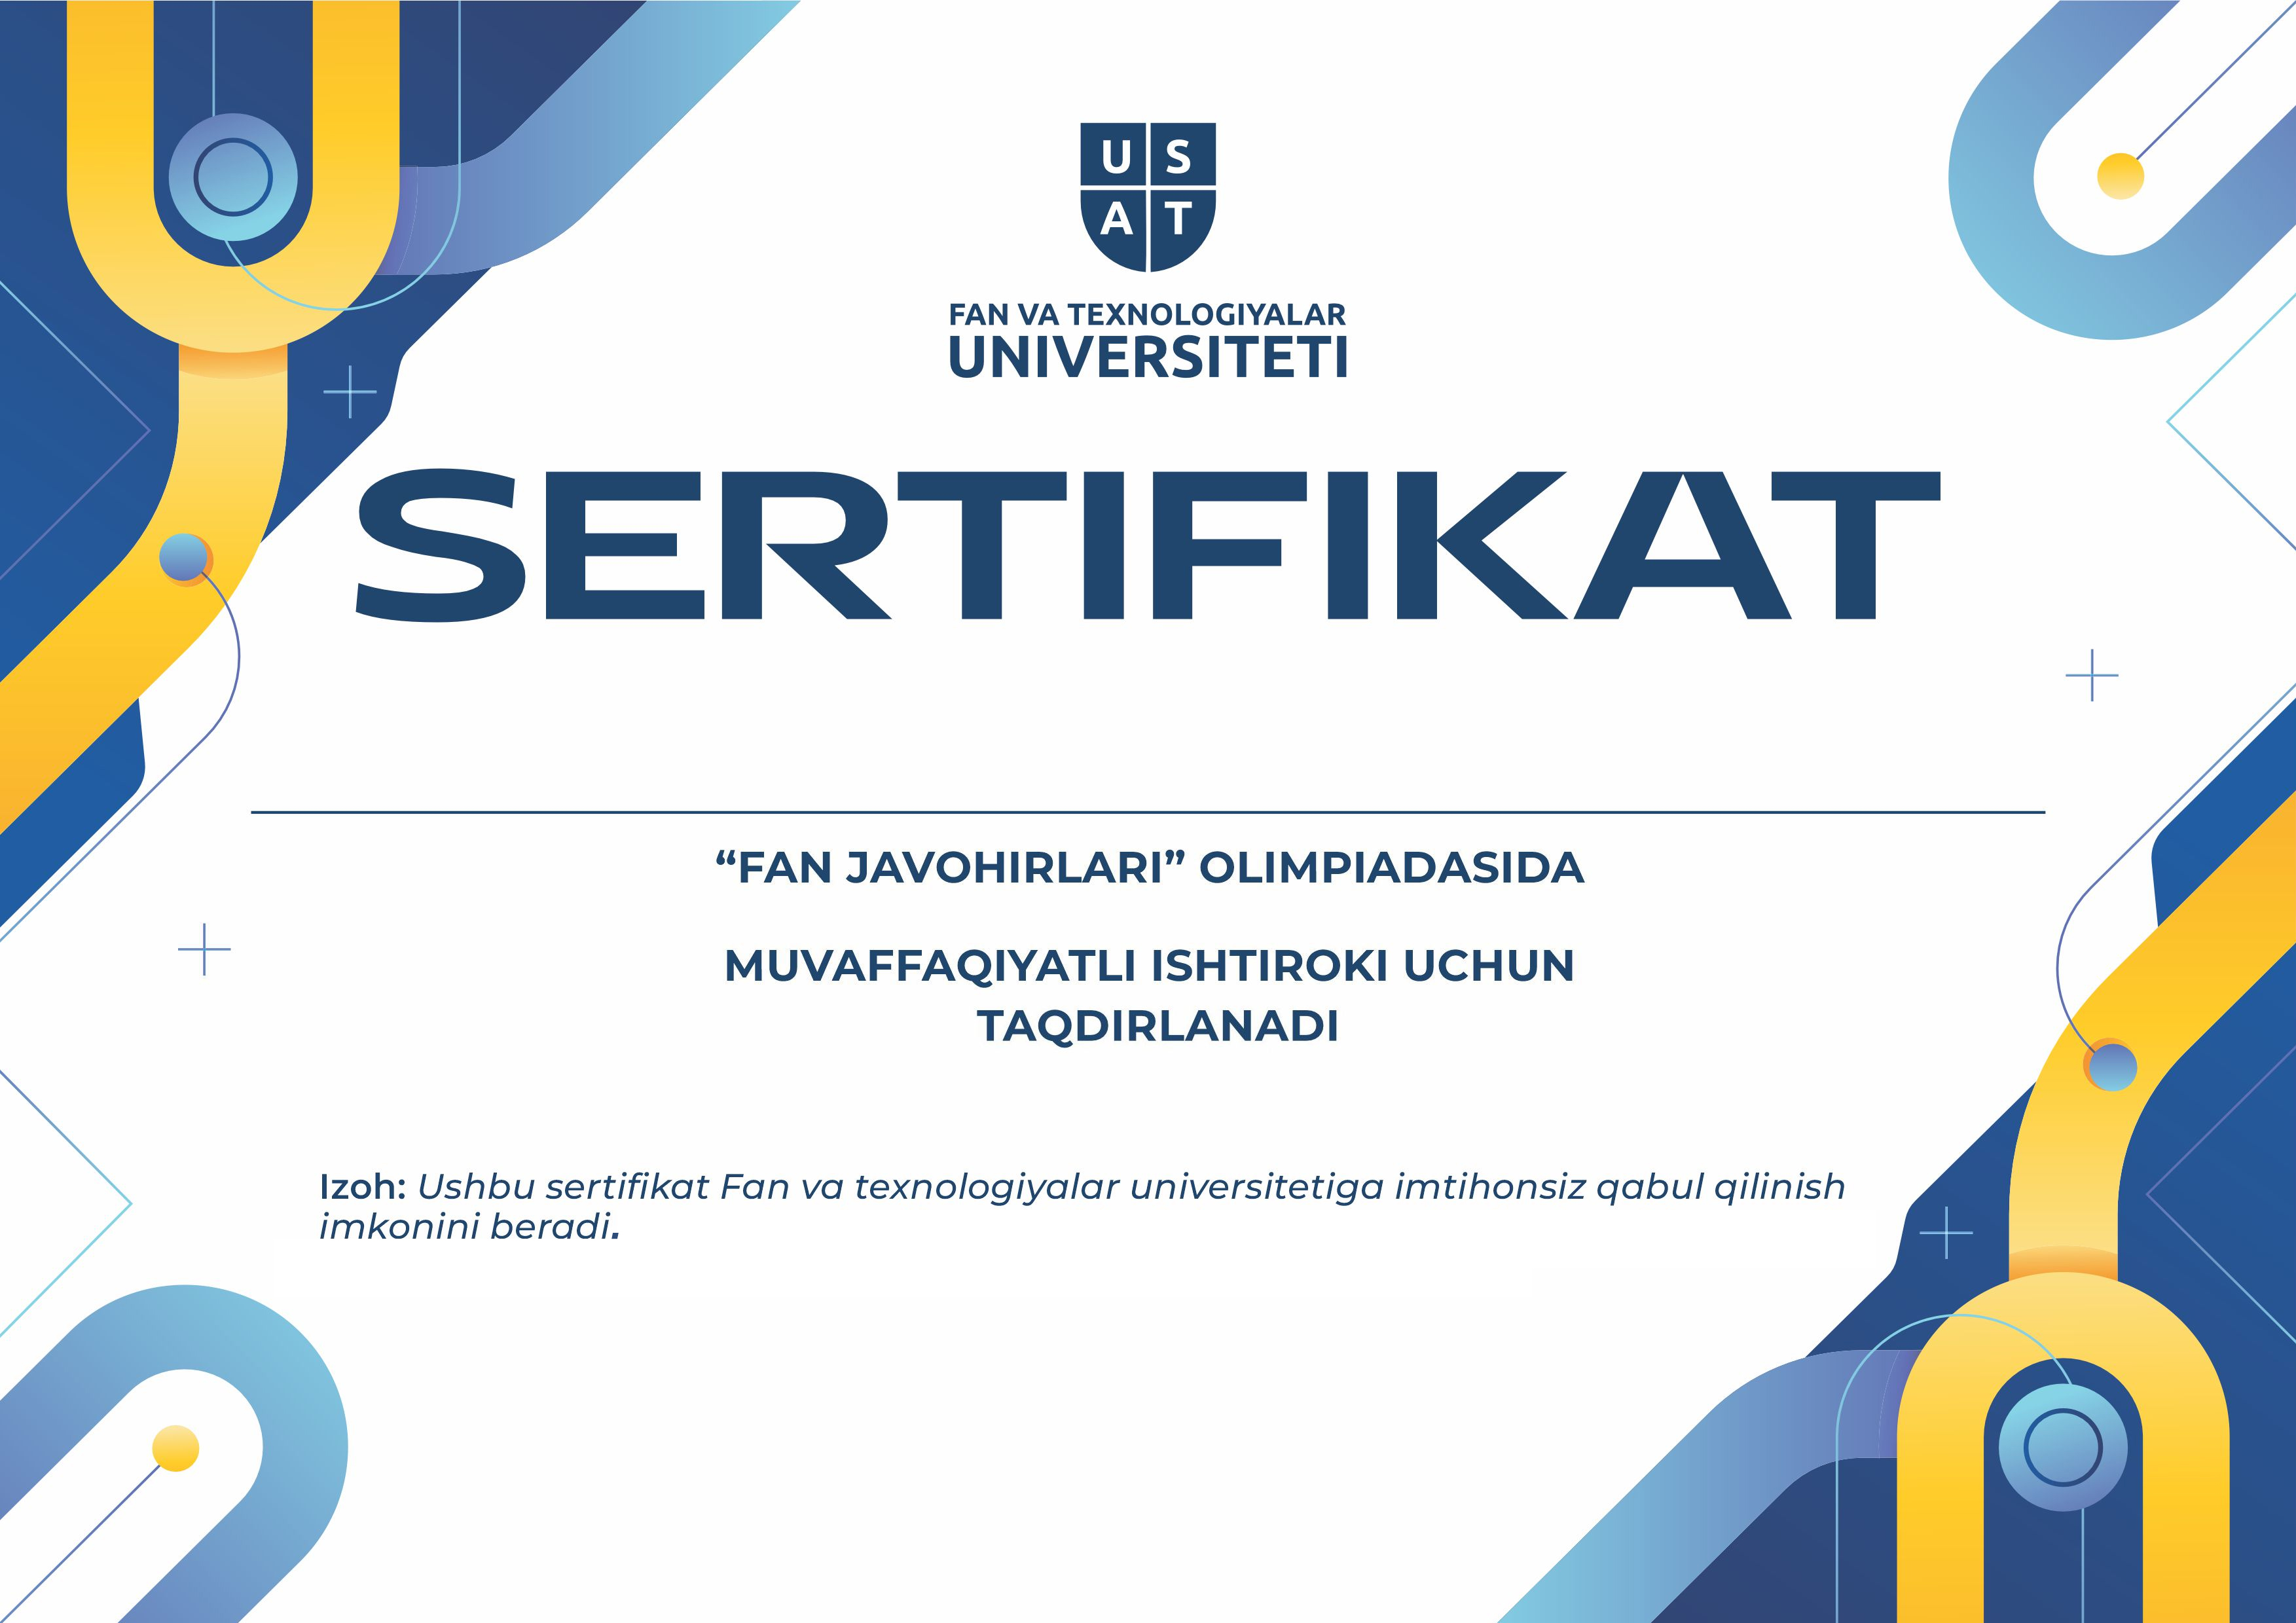 U S
A T
FAN VA TEXNOLOGIYALAR
UNIVERSITETI
SERTIFIKAT
“FAN JAVOHIRLARI” OLIMPIADASIDA
MUVAFFAQIYATLI ISHTIROKI UCHUN
TAQDIRLANADI
Izoh: Ushbu sertifikat Fan va texnologiyalar universitetiga imtihonsiz qabul qilinish
imkonini beradi.